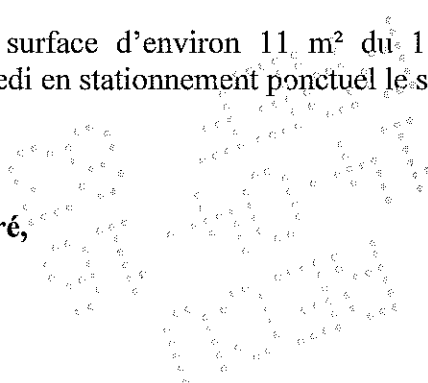 surface d'environ 11 m² du 1
edi en stationnement ponctuel le s
ré,